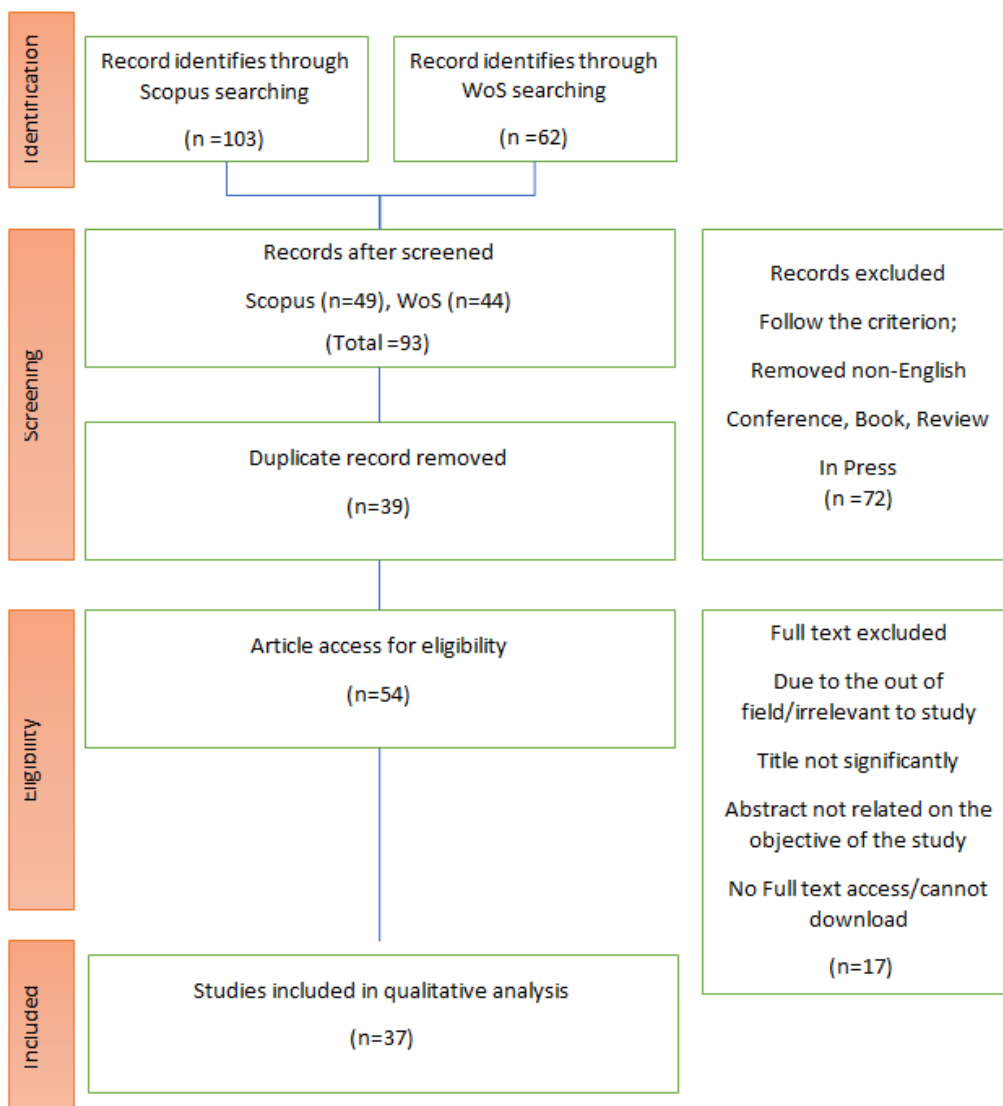 Identification
Record identifies through
Scopus searching
(n =103)
Record identifies through
WoS searching
(n =62)
Screening
Records after screened
Scopus (n=49), WoS (n=44)
(Total =93)
Duplicate record removed
(n=39)
Records excluded
Follow the criterion;
Removed non-English
Conference, Book, Review
In Press
(n =72)
Eligibility
Article access for eligibility
(n=54)
Full text excluded
Due to the out of
field/irrelevant to study
Title not significantly
Abstract not related on the
objective of the study
No Full text access/cannot
download
(n=17)
Included
Studies included in qualitative analysis
(n=37)